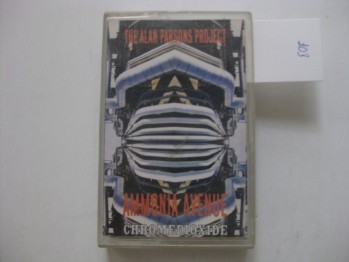 THE ALAN PARSONS PROJECT
AMMONIA AVENUE
CHROMEDIOXIDE